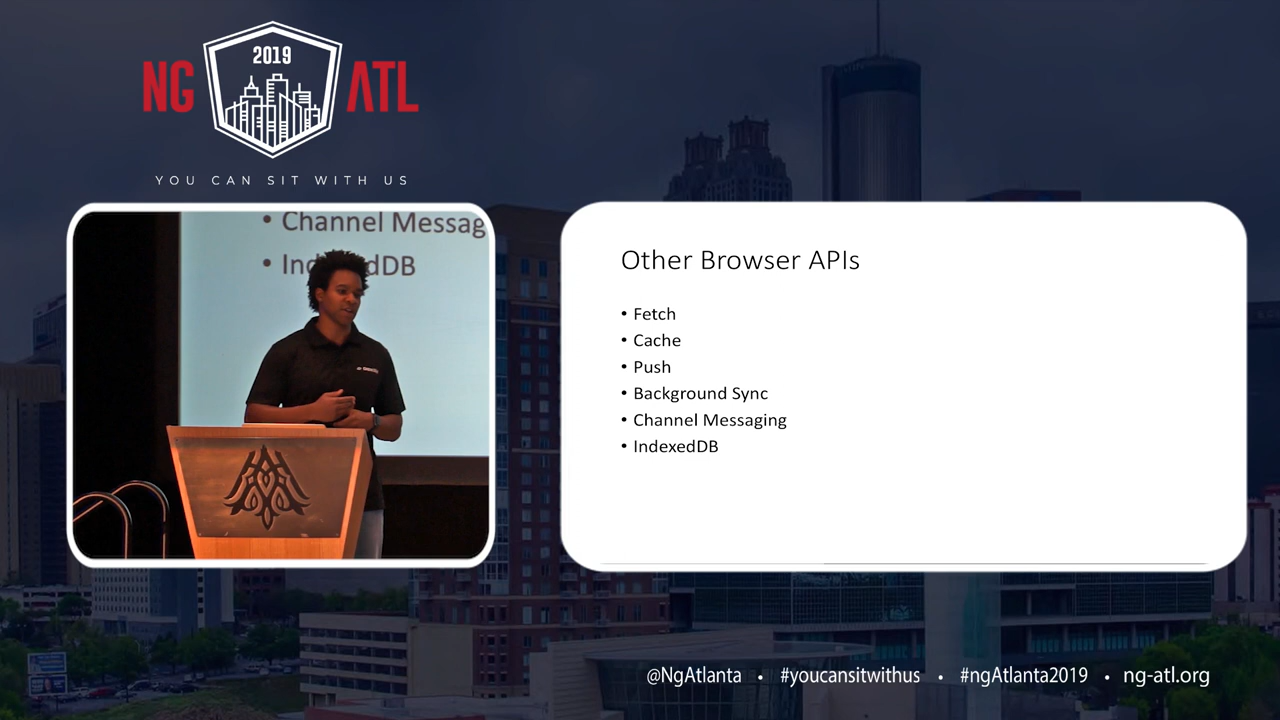 2019
NG ATL
YOU CAN SIT WITH US
• Channel Messag
• IndexedDB
Other Browser APIs
• Fetch
• Cache
• Push
• Background Sync
• Channel Messaging
• IndexedDB
@NgAtlanta • #youcansitwithus • #ngAtlanta2019 • ng-atl.org